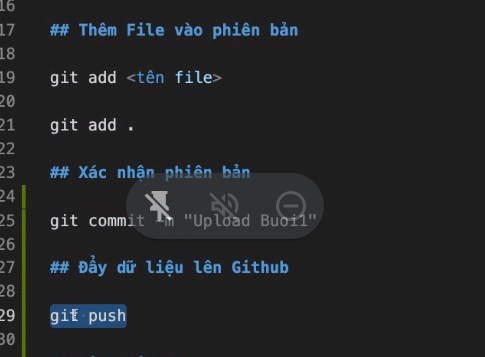 16
17 ## Thêm File vào phiên bản
18
19 git add <tên file>
20
21 git add .
22
23 ## Xác nhận phiên bản
24
25 git commit -m "Upload Buoi1"
26
27 ## Đẩy dữ liệu lên Github
28
29 git push
30